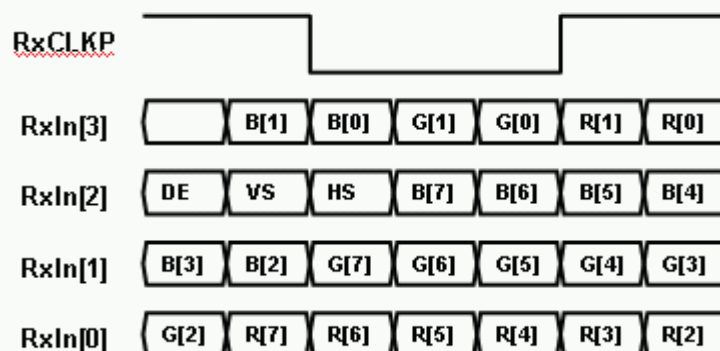 RxCLKP
RxIn[3] B[1] B[0] G[1] G[0] R[1] R[0]
RxIn[2] DE VS HS B[7] B[6] B[5] B[4]
RxIn[1] B[3] B[2] G[7] G[6] G[5] G[4] G[3]
RxIn[0] G[2] R[7] R[6] R[5] R[4] R[3] R[2]